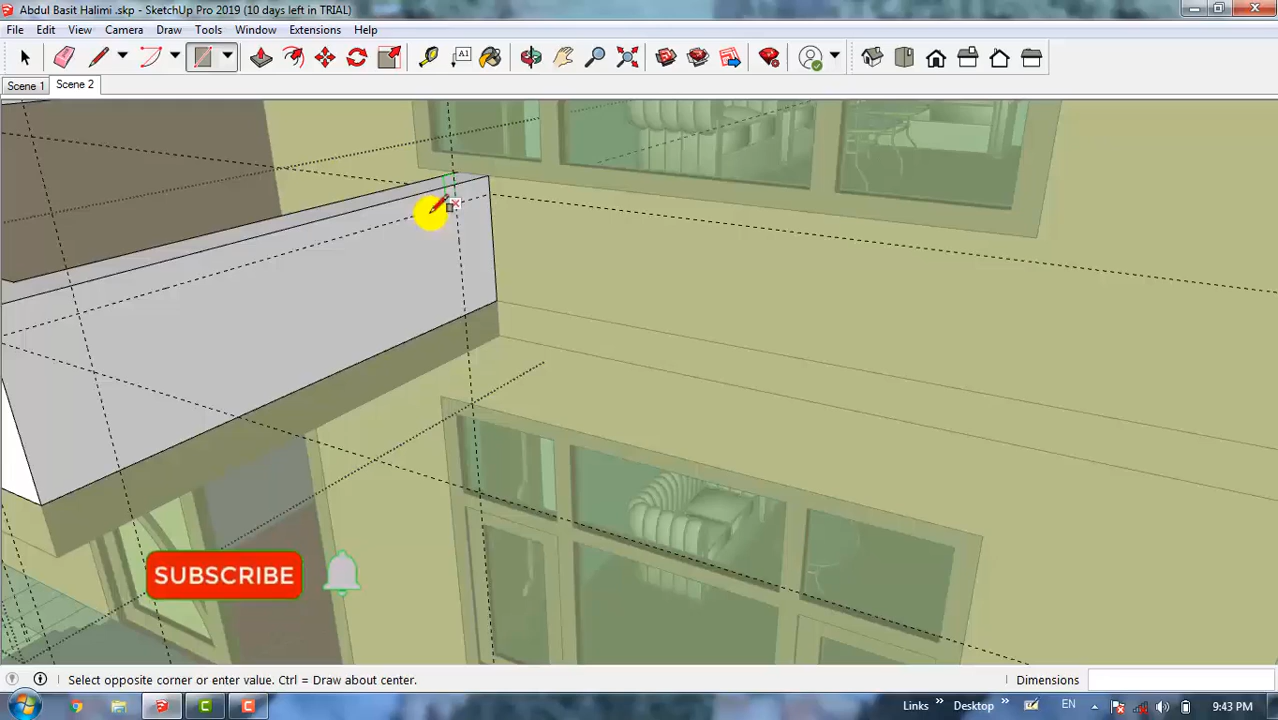 Abdul Basit Halimi .skp - SketchUp Pro 2019 (10 days left in TRIAL)
File Edit View Camera Draw Tools Window Extensions Help
A1
Scene 1 Scene 2
SUBSCRIBE
Select opposite corner or enter value. Ctrl = Draw about center. Dimensions
Links » Desktop » EN 9:43 PM